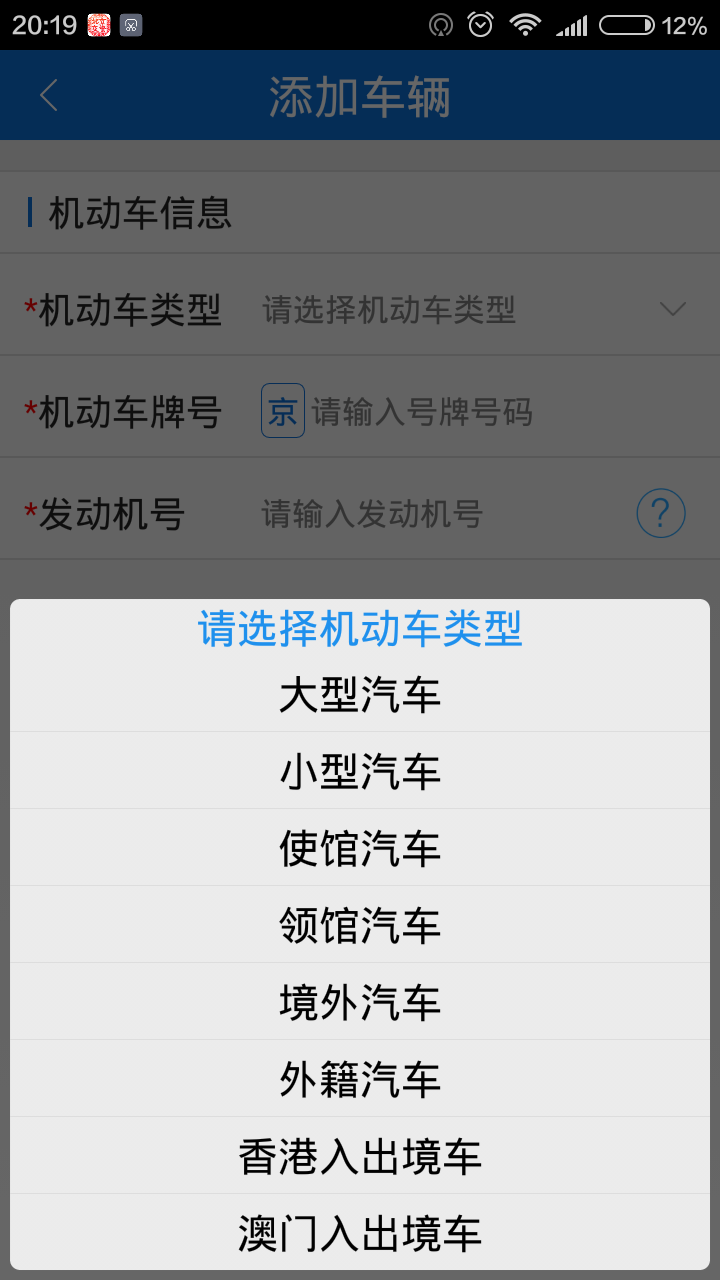 20:19 12%
添加车辆
机动车信息
*机动车类型 请选择机动车类型
*机动车牌号 京 请输入号牌号码
*发动机号 请输入发动机号 ?
请选择机动车类型
大型汽车
小型汽车
使馆汽车
领馆汽车
境外汽车
外籍汽车
香港入出境车
澳门入出境车